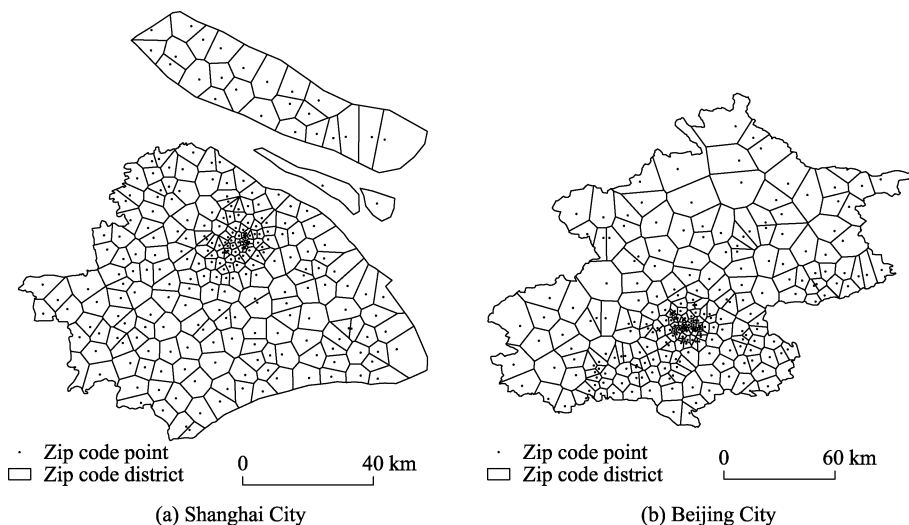 Zip code point
Zip code district
0 40 km
(a) Shanghai City
Zip code point
Zip code district
0 60 km
(b) Beijing City